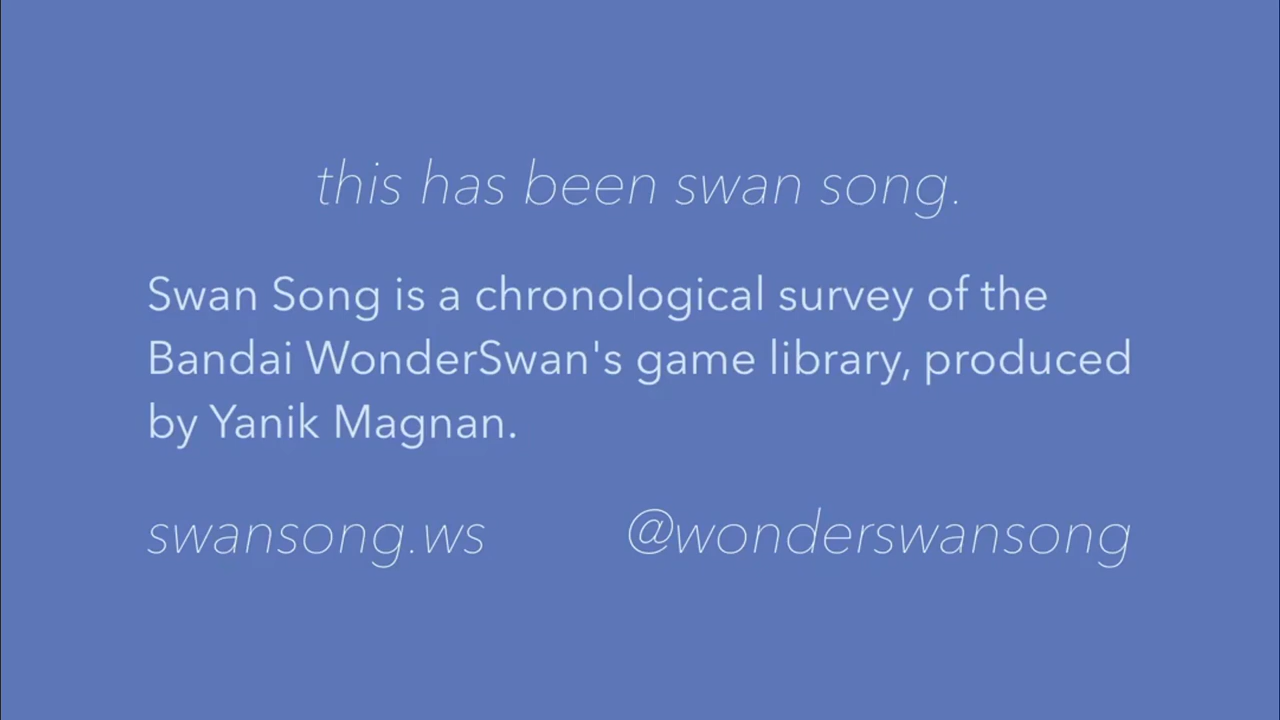 this has been swan song.
Swan Song is a chronological survey of the
Bandai WonderSwan's game library, produced
by Yanik Magnan.
swansong.ws
@wonderswansong